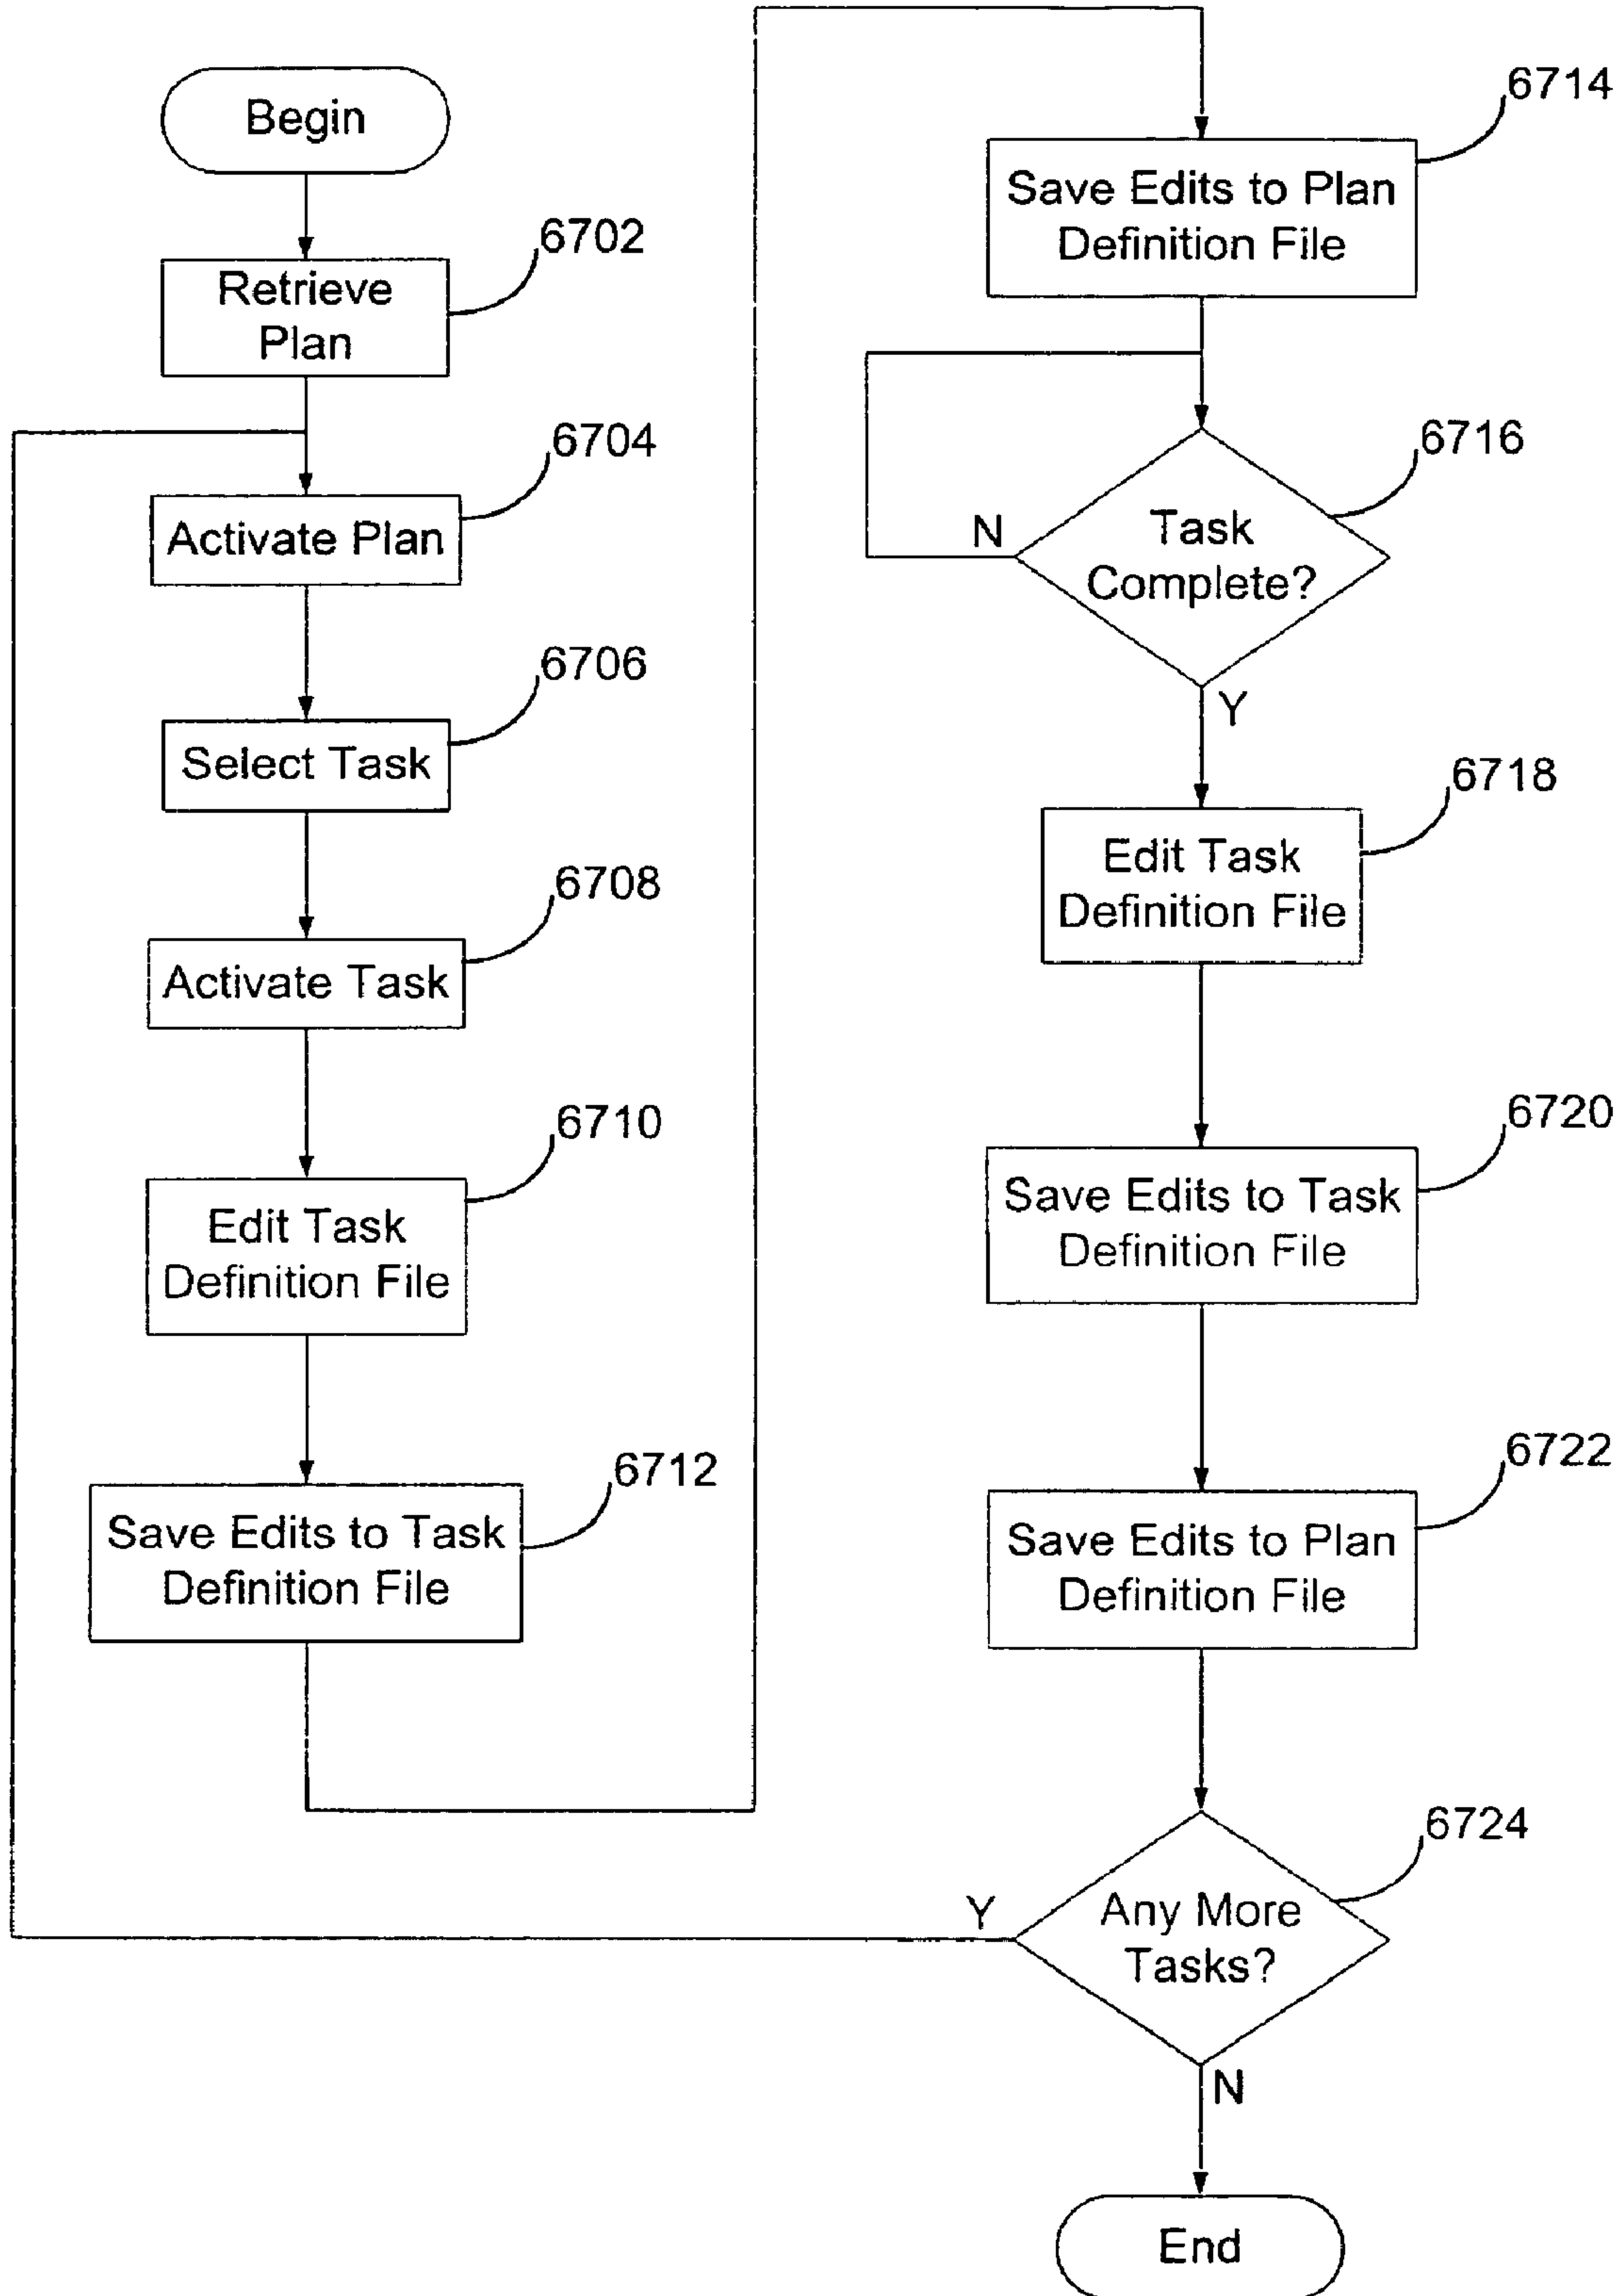 Begin
6702
Retrieve
Plan
6704
Activate Plan
6706
Select Task
6708
Activate Task
6710
Edit Task
Definition File
6712
Save Edits to Task
Definition File
6714
Save Edits to Plan
Definition File
6716
N
Task
Complete?
Y
6718
Edit Task
Definition File
6720
Save Edits to Task
Definition File
6722
Save Edits to Plan
Definition File
6724
Y
Any More
Tasks?
N
End